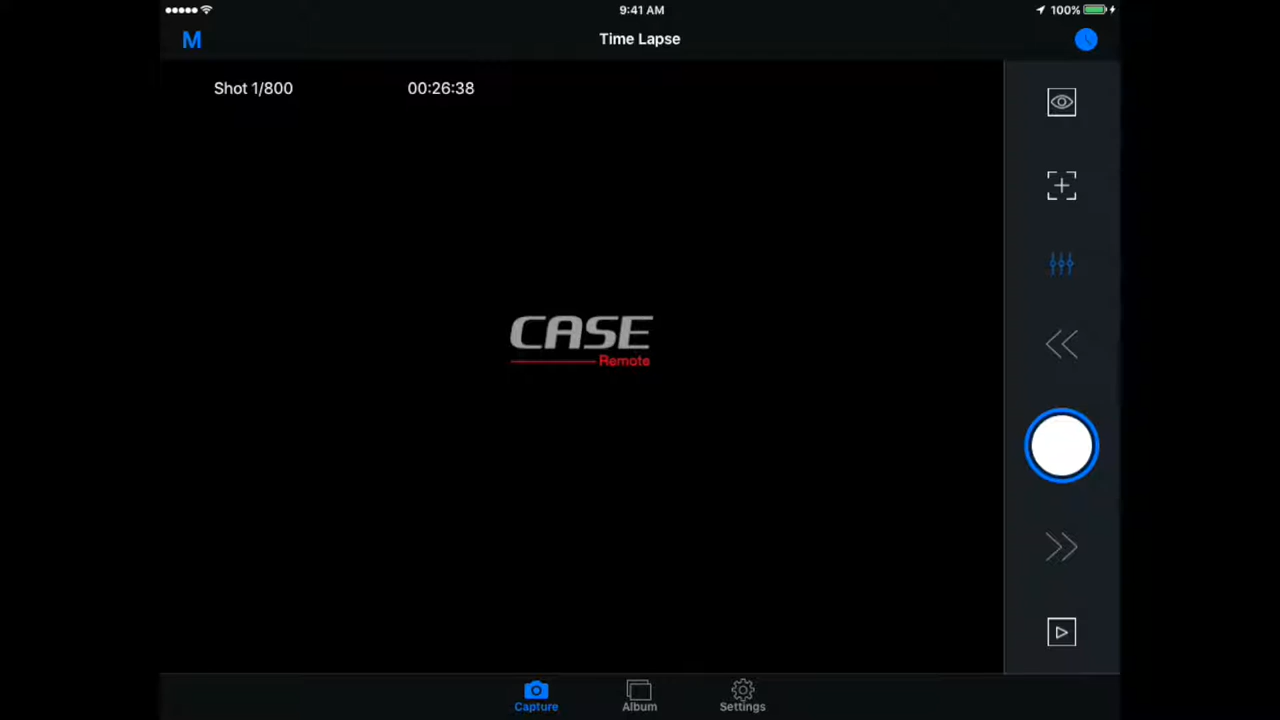 9:41 AM
100%
M
Time Lapse
Shot 1/800
00:26:38
CASE
Remote
Capture
Album
Settings